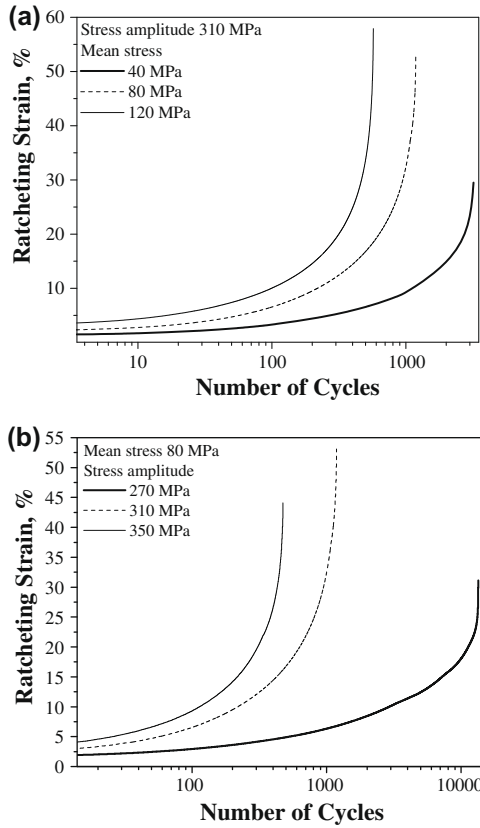 (a)
Stress amplitude 310 MPa
Mean stress
40 MPa
80 MPa
120 MPa
60
50
40
30
20
10
Ratcheting Strain, %
10 100 1000
Number of Cycles
(b)
Mean stress 80 MPa
Stress amplitude
270 MPa
310 MPa
350 MPa
55
50
45
40
35
30
25
20
15
10
5
0
Ratcheting Strain, %
100 1000 10000
Number of Cycles